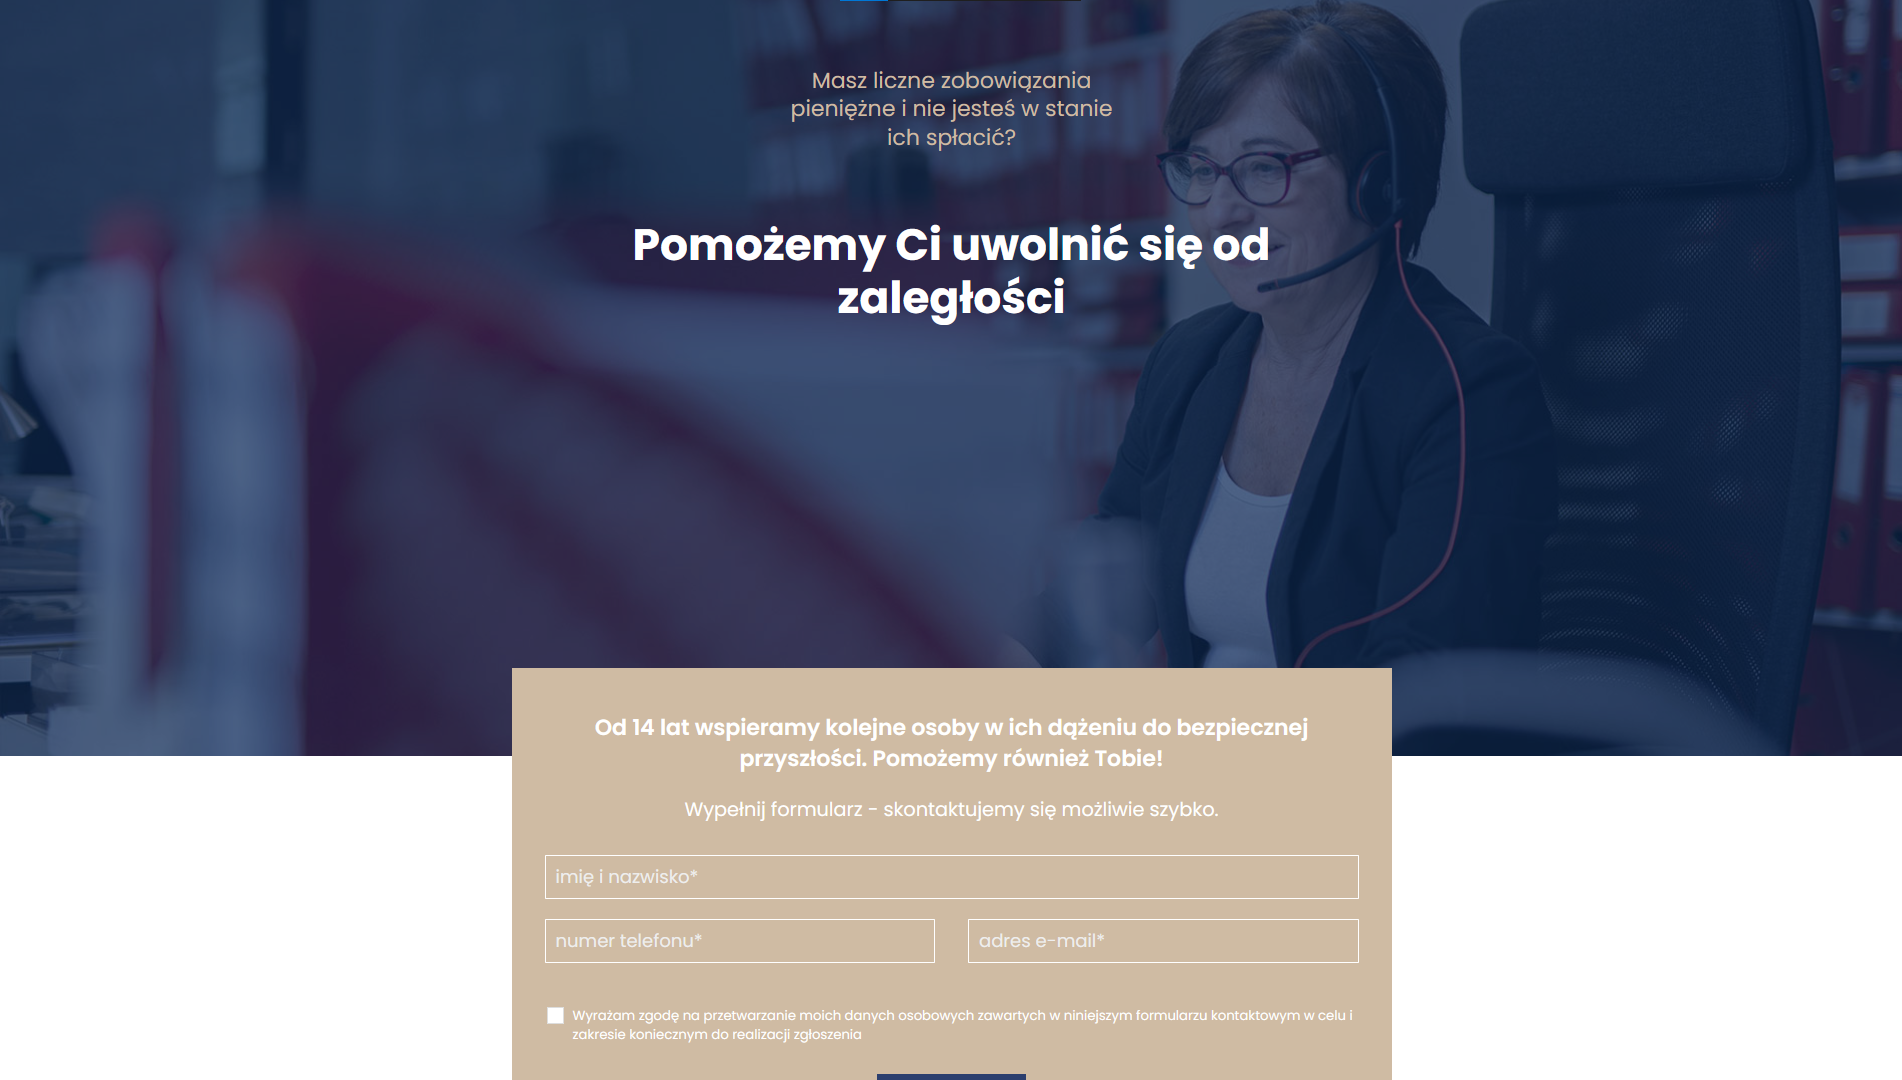 Masz liczne zobowiązania
pieniężne i nie jesteś w stanie
ich spłacić?
Pomożemy Ci uwolnić się od
zaległości
Od 14 lat wspieramy kolejne osoby w ich dążeniu do bezpiecznej
przyszłości. Pomożemy również Tobie!
Wypełnij formularz - skontaktujemy się możliwie szybko.
imię i nazwisko*
numer telefonu*
adres e-mail*
Wyrażam zgodę na przetwarzanie moich danych osobowych zawartych w niniejszym formularzu kontaktowym w celu i
zakresie koniecznym do realizacji zgłoszenia